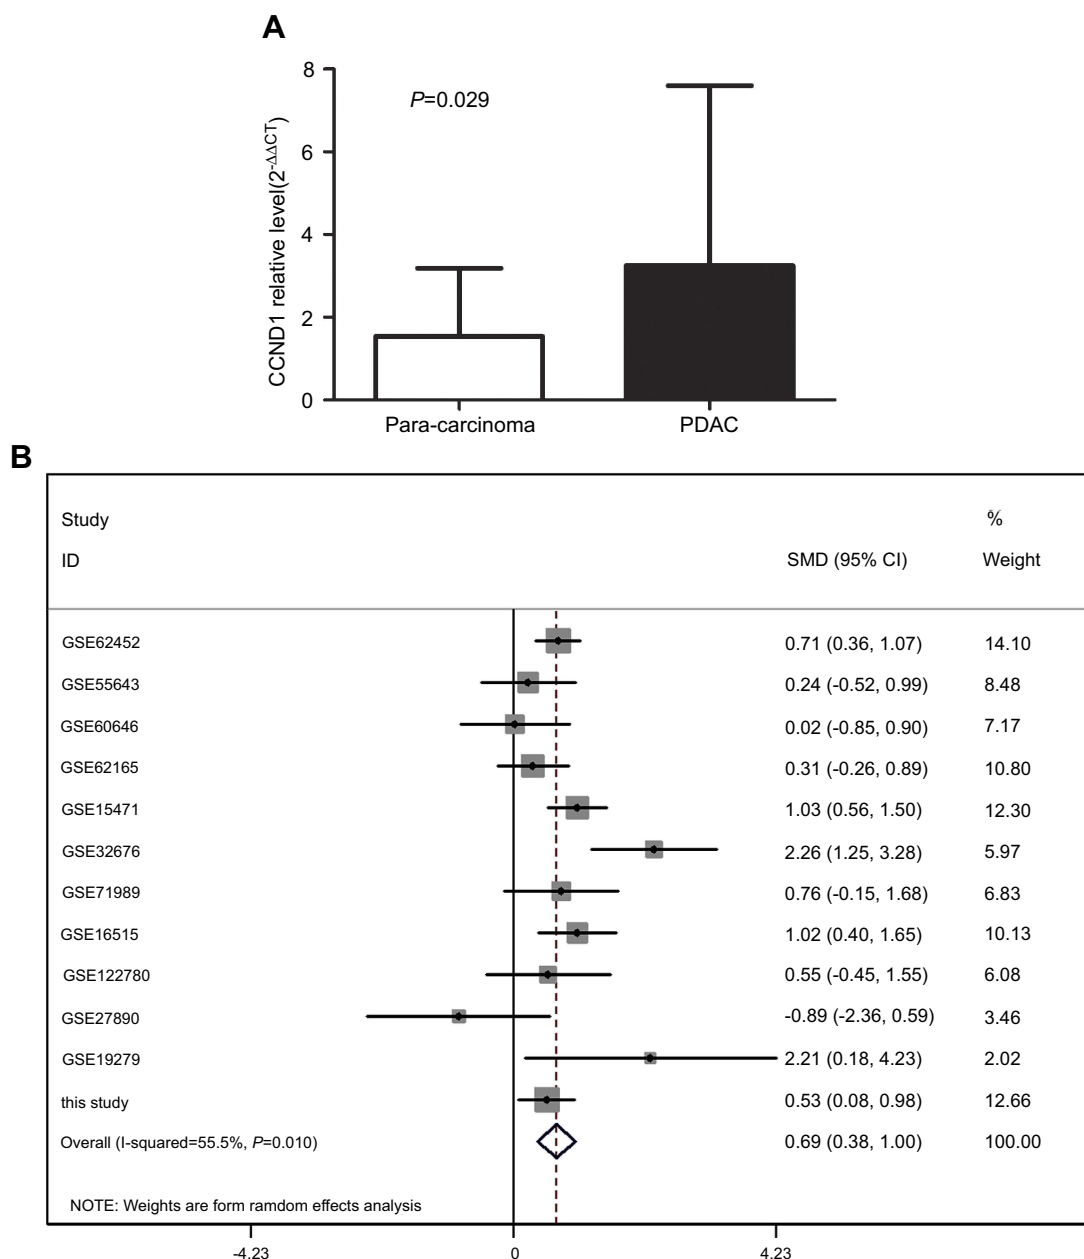 A
8
6
4
2
0
CCND1 relative level(2-ΔΔCT)
P=0.029
Para-carcinoma PDAC
B
Study %
ID SMD (95% CI) Weight
GSE62452 0.71 (0.36, 1.07) 14.10
GSE55643 0.24 (-0.52, 0.99) 8.48
GSE60646 0.02 (-0.85, 0.90) 7.17
GSE62165 0.31 (-0.26, 0.89) 10.80
GSE15471 1.03 (0.56, 1.50) 12.30
GSE32676 2.26 (1.25, 3.28) 5.97
GSE71989 0.76 (-0.15, 1.68) 6.83
GSE16515 1.02 (0.40, 1.65) 10.13
GSE122780 0.55 (-0.45, 1.55) 6.08
GSE27890 -0.89 (-2.36, 0.59) 3.46
GSE19279 2.21 (0.18, 4.23) 2.02
this study 0.53 (0.08, 0.98) 12.66
Overall (I-squared=55.5%, P=0.010) 0.69 (0.38, 1.00) 100.00
NOTE: Weights are form ramdom effects analysis
-4.23 0 4.23